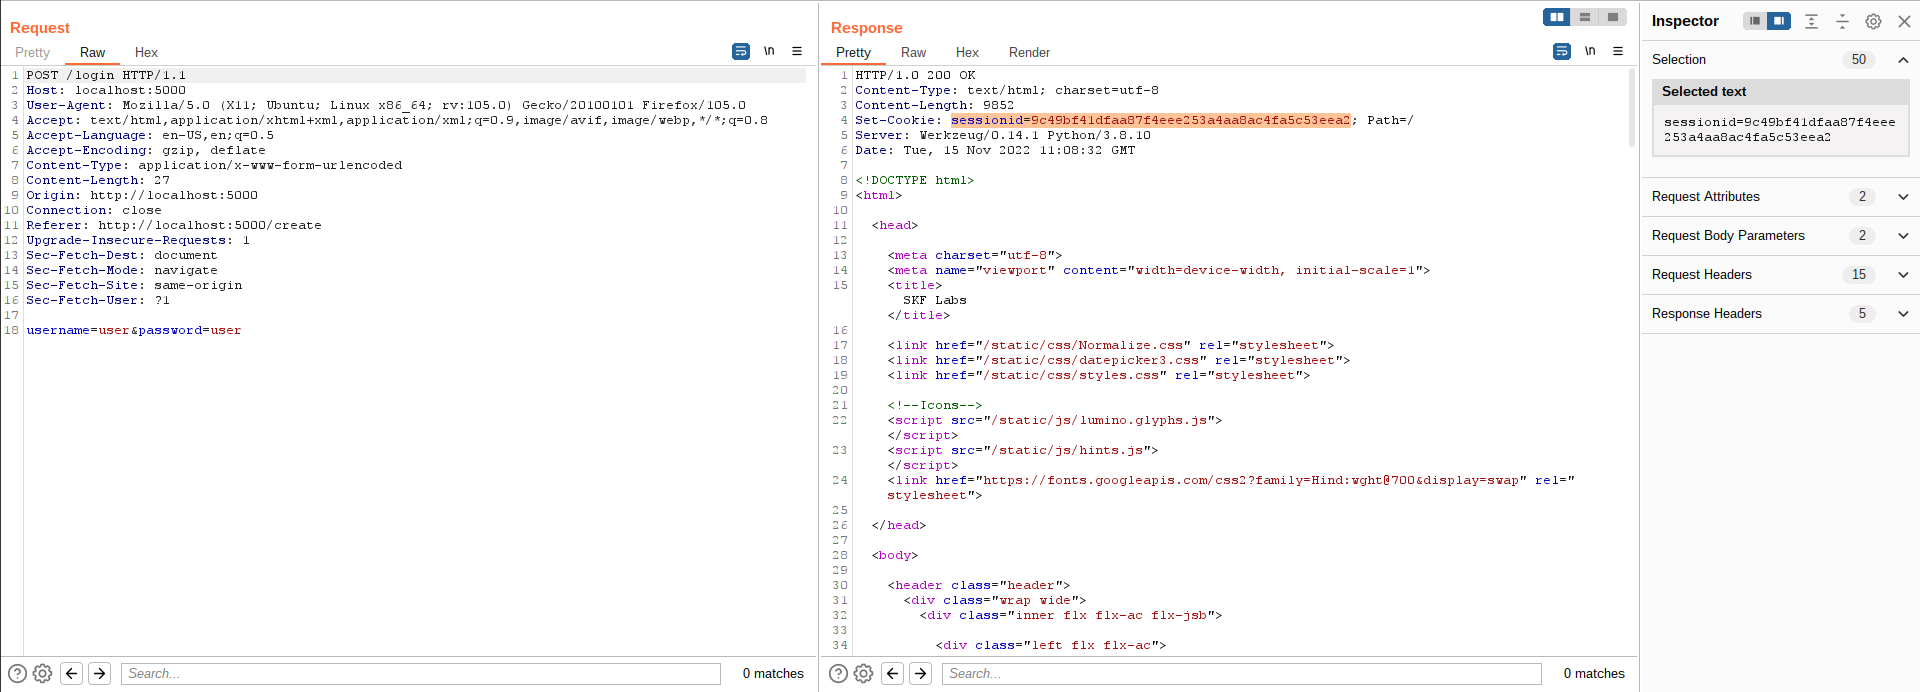 Request
Pretty Raw Hex \n
1 POST /login HTTP/1.1
2 Host: localhost:5000
3 User-Agent: Mozilla/5.0 (X11; Ubuntu; Linux x86_64; rv:105.0) Gecko/20100101 Firefox/105.0
4 Accept: text/html,application/xhtml+xml,application/xml;q=0.9,image/avif,image/webp,*/*;q=0.8
5 Accept-Language: en-US,en;q=0.5
6 Accept-Encoding: gzip, deflate
7 Content-Type: application/x-www-form-urlencoded
8 Content-Length: 27
9 Origin: http://localhost:5000
10 Connection: close
11 Referer: http://localhost:5000/create
12 Upgrade-Insecure-Requests: 1
13 Sec-Fetch-Dest: document
14 Sec-Fetch-Mode: navigate
15 Sec-Fetch-Site: same-origin
16 Sec-Fetch-User: ?1
17
18 username=user&password=user
Search...
0 matches
Response
Pretty Raw Hex Render \n
1 HTTP/1.0 200 OK
2 Content-Type: text/html; charset=utf-8
3 Content-Length: 9852
4 Set-Cookie: sessionid=9c49bf41dfaa87f4eee253a4aa8ac4fa5c53eea2; Path=/
5 Server: Werkzeug/0.14.1 Python/3.8.10
6 Date: Tue, 15 Nov 2022 11:08:32 GMT
7
8 <!DOCTYPE html>
9 <html>
10
11 <head>
12
13 <meta charset="utf-8">
14 <meta name="viewport" content="width=device-width, initial-scale=1">
15 <title>
SKF Labs
</title>
16
17 <link href="/static/css/Normalize.css" rel="stylesheet">
18 <link href="/static/css/datepicker3.css" rel="stylesheet">
19 <link href="/static/css/styles.css" rel="stylesheet">
20
21 <!--Icons-->
22 <script src="/static/js/lumino.glyphs.js">
</script>
23 <script src="/static/js/hints.js">
</script>
24 <link href="https://fonts.googleapis.com/css2?family=Hind:wght@700&display=swap" rel="
stylesheet">
25
26 </head>
27
28 <body>
29
30 <header class="header">
31 <div class="wrap wide">
32 <div class="inner flx flx-ac flx-jsb">
33
34 <div class="left flx flx-ac">
Search...
0 matches
Inspector
Selection 50
Selected text
sessionid=9c49bf41dfaa87f4eee
253a4aa8ac4fa5c53eea2
Request Attributes 2
Request Body Parameters 2
Request Headers 15
Response Headers 5